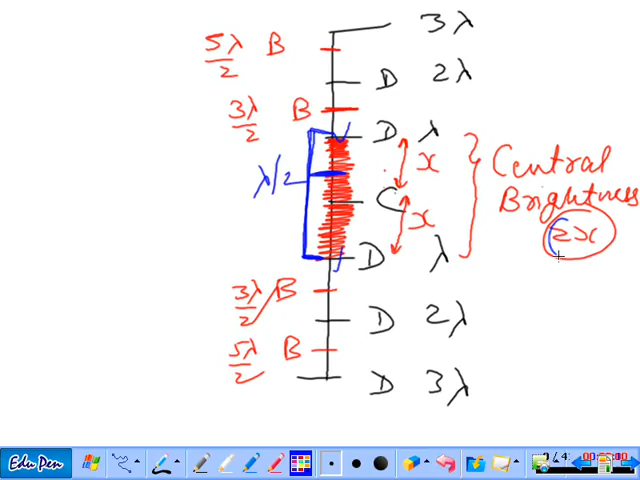 3λ
5λ/2 B
D 2λ
3λ/2 B
D λ
x
λ/2
Central
Brightness
C
x
2x
D λ
3λ/2 B
D 2λ
5λ/2 B
D 3λ
Edu Pen